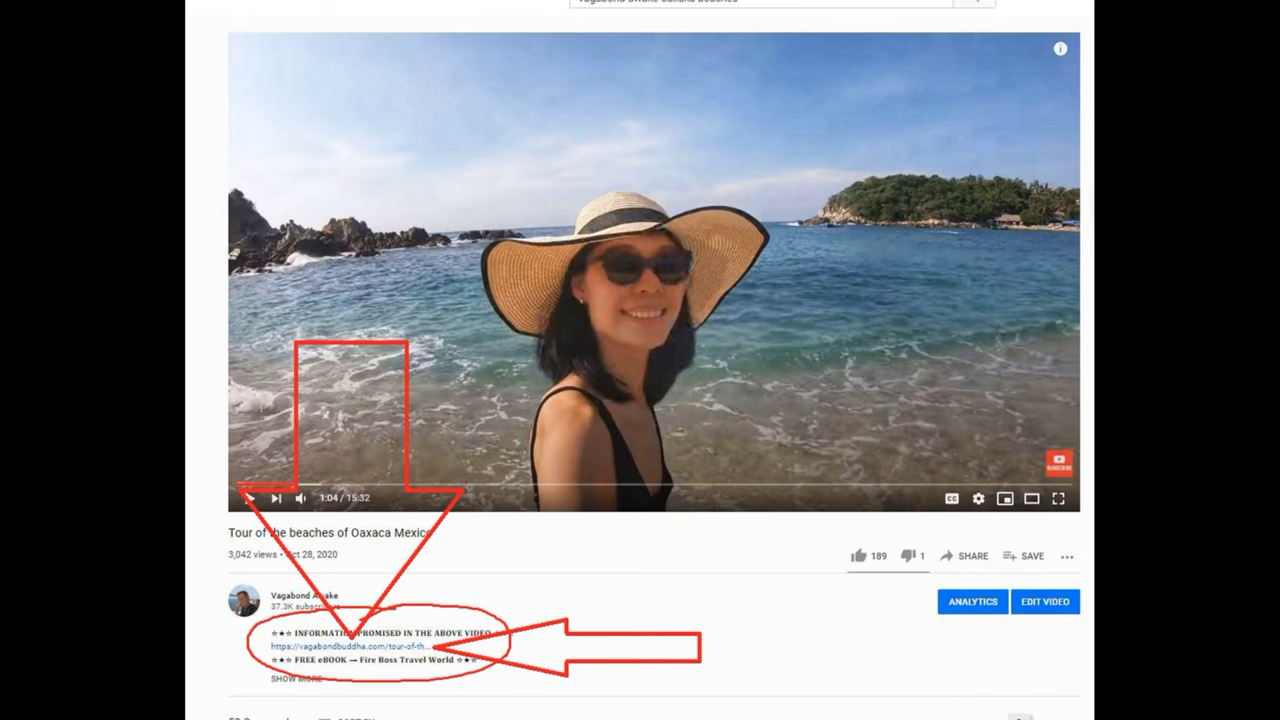 SUBSCRIBE
1:04 / 15:32
Tour of the beaches of Oaxaca Mexico
3,042 views • Oct 28, 2020
189
1
SHARE
SAVE
Vagabond Awake
37.3K subscribers
ANALYTICS
EDIT VIDEO
☆★☆ INFORMATION PROMISED IN THE ABOVE VIDEO
https://vagabondbuddha.com/tour-of-th...
☆★☆ FREE eBOOK → Fire Boss Travel World ☆★☆
SHOW MORE